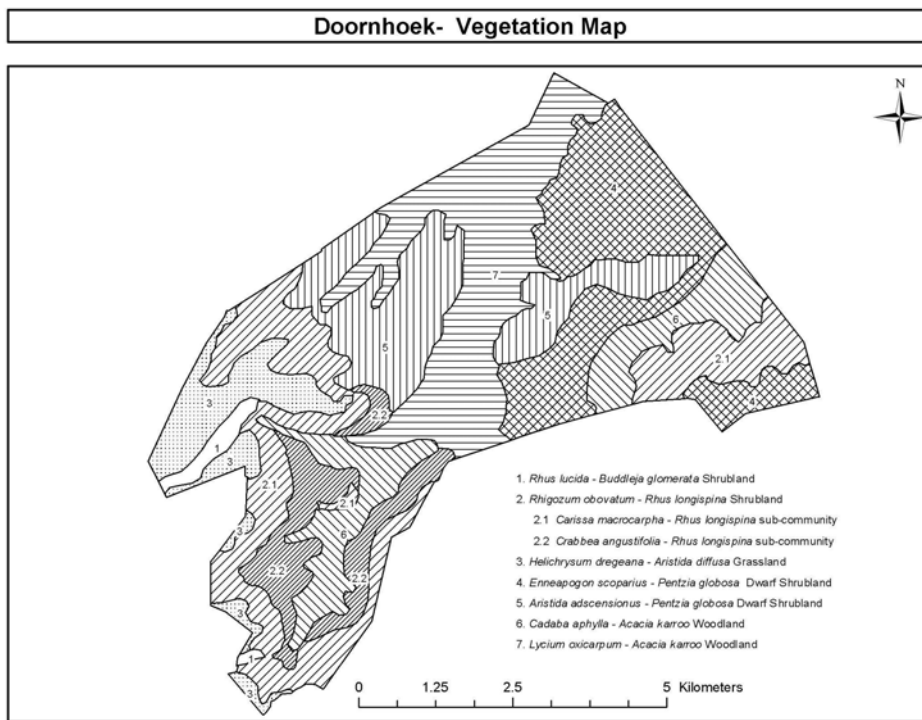 Doornhoek- Vegetation Map
N
4
7
5
5
6
2.1
4
3
2.2
1
3
2.1
2.1
3
6
2.2
2.2
3
1
3
1. Rhus lucida - Buddleja glomerata Shrubland
2. Rhigozum obovatum - Rhus longispina Shrubland
2.1 Carissa macrocarpha - Rhus longispina sub-community
2.2 Crabbea angustifolia - Rhus longispina sub-community
3. Helichrysum dregeana - Aristida diffusa Grassland
4. Enneapogon scoparius - Pentzia globosa Dwarf Shrubland
5. Aristida adscensionus - Pentzia globosa Dwarf Shrubland
6. Cadaba aphylla - Acacia karroo Woodland
7. Lycium oxicarpum - Acacia karroo Woodland
0 1.25 2.5 5 Kilometers